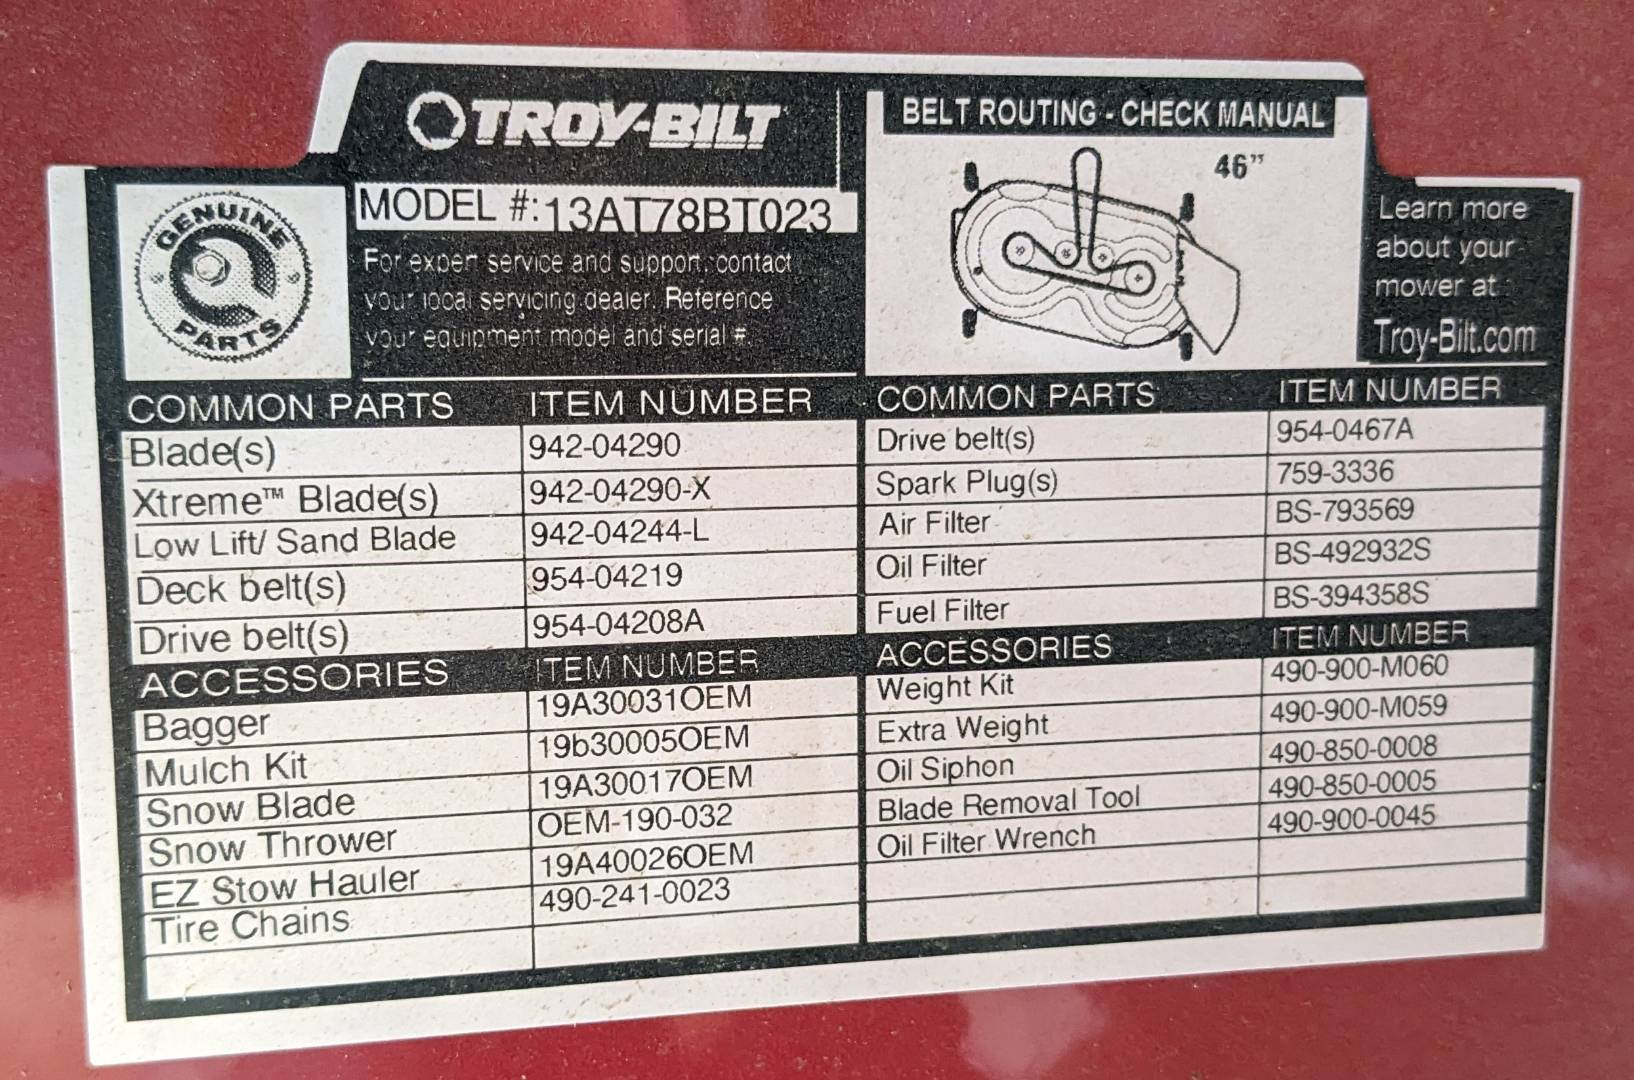 TROY-BILT
MODEL #:13AT78BT023
GENUINE
PARTS
For expert service and support, contact
your local servicing dealer. Reference
your equipment model and serial #.
BELT ROUTING - CHECK MANUAL
46”
Learn more
about your
mower at:
Troy-Bilt.com
COMMON PARTS ITEM NUMBER
Blade(s) 942-04290
Xtreme™ Blade(s) 942-04290-X
Low Lift/ Sand Blade 942-04244-L
Deck belt(s) 954-04219
Drive belt(s) 954-04208A
ACCESSORIES ITEM NUMBER
Bagger 19A30031OEM
Mulch Kit 19b30005OEM
Snow Blade 19A30017OEM
Snow Thrower OEM-190-032
EZ Stow Hauler 19A40026OEM
Tire Chains 490-241-0023
COMMON PARTS ITEM NUMBER
Drive belt(s) 954-0467A
Spark Plug(s) 759-3336
Air Filter BS-793569
Oil Filter BS-492932S
Fuel Filter BS-394358S
ACCESSORIES ITEM NUMBER
Weight Kit 490-900-M060
Extra Weight 490-900-M059
Oil Siphon 490-850-0008
Blade Removal Tool 490-850-0005
Oil Filter Wrench 490-900-0045